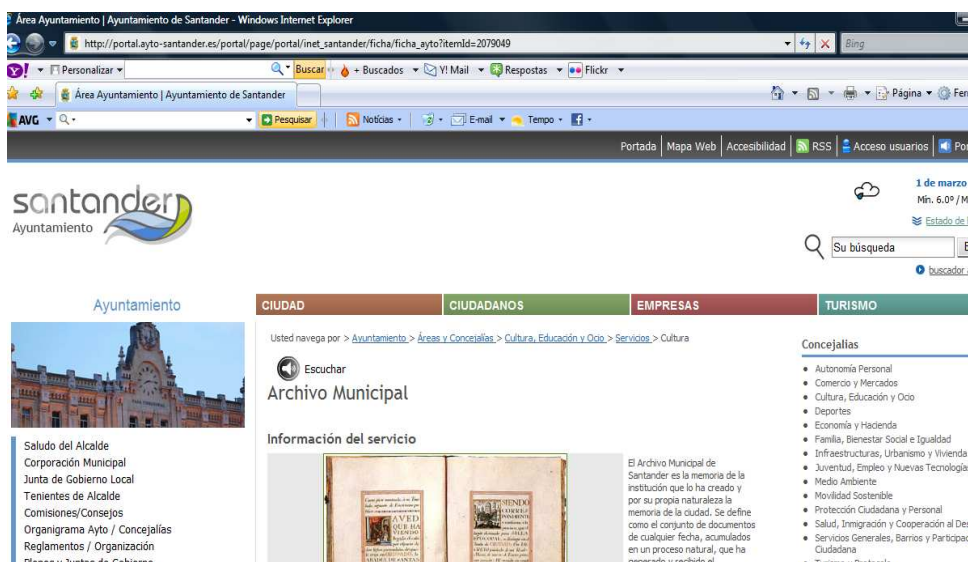 Área Ayuntamiento | Ayuntamiento de Santander - Windows Internet Explorer
http://portal.ayto-santander.es/portal/page/portal/inet_santander/ficha/ficha_ayto?itemId=2079049
Bing
Personalizar
Buscar
+ Buscados
Y! Mail
Respostas
Flickr
Área Ayuntamiento | Ayuntamiento de Santander
Página
AVG
Pesquisar
Notícias
E-mail
Tempo
Portada | Mapa Web | Accesibilidad | RSS | Acceso usuarios
santander
Ayuntamiento
1 de marzo
Mín. 6.0º / M
Estado de
Su búsqueda
buscador
Ayuntamiento
CIUDAD
CIUDADANOS
EMPRESAS
TURISMO
Usted navega por > Ayuntamiento > Áreas y Concejalías > Cultura, Educación y Ocio > Servicios > Cultura
Escuchar
Archivo Municipal
Información del servicio
El Archivo Municipal de
Santander es la memoria de la
institución que lo ha creado y
por su propia naturaleza la
memoria de la ciudad. Se define
como el conjunto de documentos
de cualquier fecha, acumulados
en un proceso natural, que ha
generado y recibido el
Saludo del Alcalde
Corporación Municipal
Junta de Gobierno Local
Tenientes de Alcalde
Comisiones/Consejos
Organigrama Ayto / Concejalías
Reglamentos / Organización
Planes y Juntas de Gobierno
Concejalías
Autonomía Personal
Comercio y Mercados
Cultura, Educación y Ocio
Deportes
Economía y Hacienda
Familia, Bienestar Social e Igualdad
Infraestructuras, Urbanismo y Vivienda
Juventud, Empleo y Nuevas Tecnología
Medio Ambiente
Movilidad Sostenible
Protección Ciudadana y Personal
Salud, Inmigración y Cooperación al Des
Servicios Generales, Barrios y Participac
Ciudadana